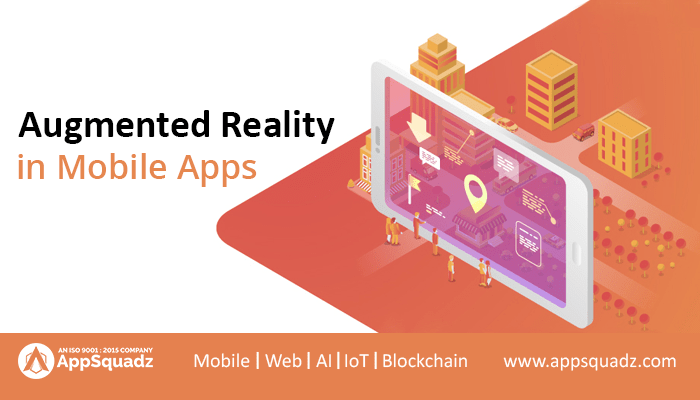 Augmented Reality
in Mobile Apps
AN ISO 9001 : 2015 COMPANY
AppSquadz
Mobile | Web | AI | IoT | Blockchain
www.appsquadz.com